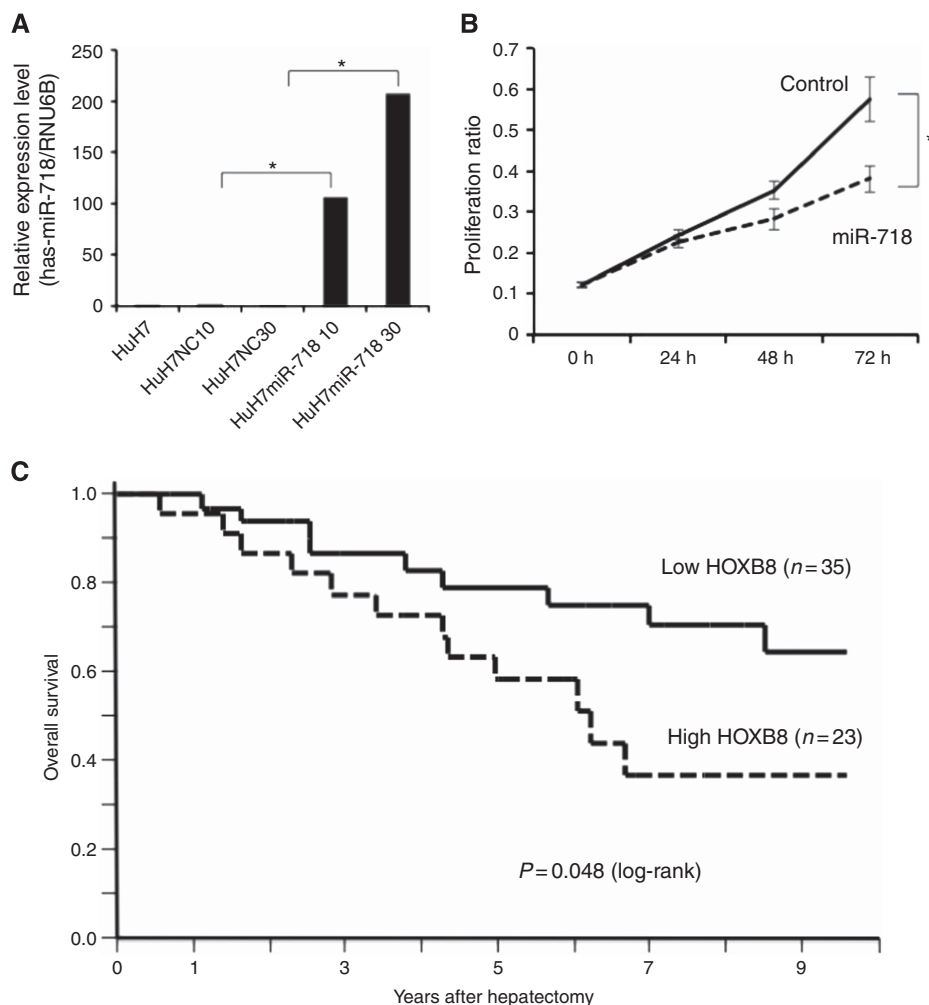 A
Relative expression level
(has-miR-718/RNU6B)
250
200
150
100
50
0
*
*
HuH7
HuH7NC10
HuH7NC30
HuH7miR-718 10
HuH7miR-718 30
B
Proliferation ratio
0.7
0.6
0.5
0.4
0.3
0.2
0.1
0
Control
miR-718
*
0 h
24 h
48 h
72 h
C
Overall survival
1.0
0.8
0.6
0.4
0.2
0.0
Low HOXB8 (n=35)
High HOXB8 (n=23)
P=0.048 (log-rank)
0
1
3
5
7
9
Years after hepatectomy